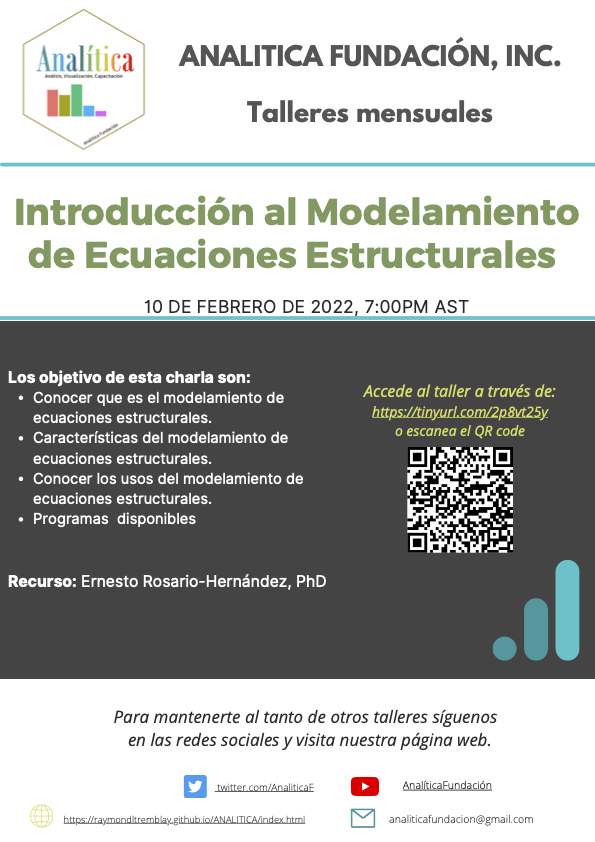 Analítica
Análisis, Visualización, Capacitación
Analítica Fundación
ANALITICA FUNDACIÓN, INC.
Talleres mensuales
Introducción al Modelamiento
de Ecuaciones Estructurales
10 DE FEBRERO DE 2022, 7:00PM AST
Los objetivo de esta charla son:
• Conocer que es el modelamiento de
ecuaciones estructurales.
• Características del modelamiento de
ecuaciones estructurales.
• Conocer los usos del modelamiento de
ecuaciones estructurales.
• Programas disponibles
Recurso: Ernesto Rosario-Hernández, PhD
Accede al taller a través de:
https://tinyurl.com/2p8vt25y
o escanea el QR code
Para mantenerte al tanto de otros talleres síguenos
en las redes sociales y visita nuestra página web.
twitter.com/AnaliticaF
AnalíticaFundación
https://raymondltremblay.github.io/ANALITICA/index.html
analiticafundacion@gmail.com